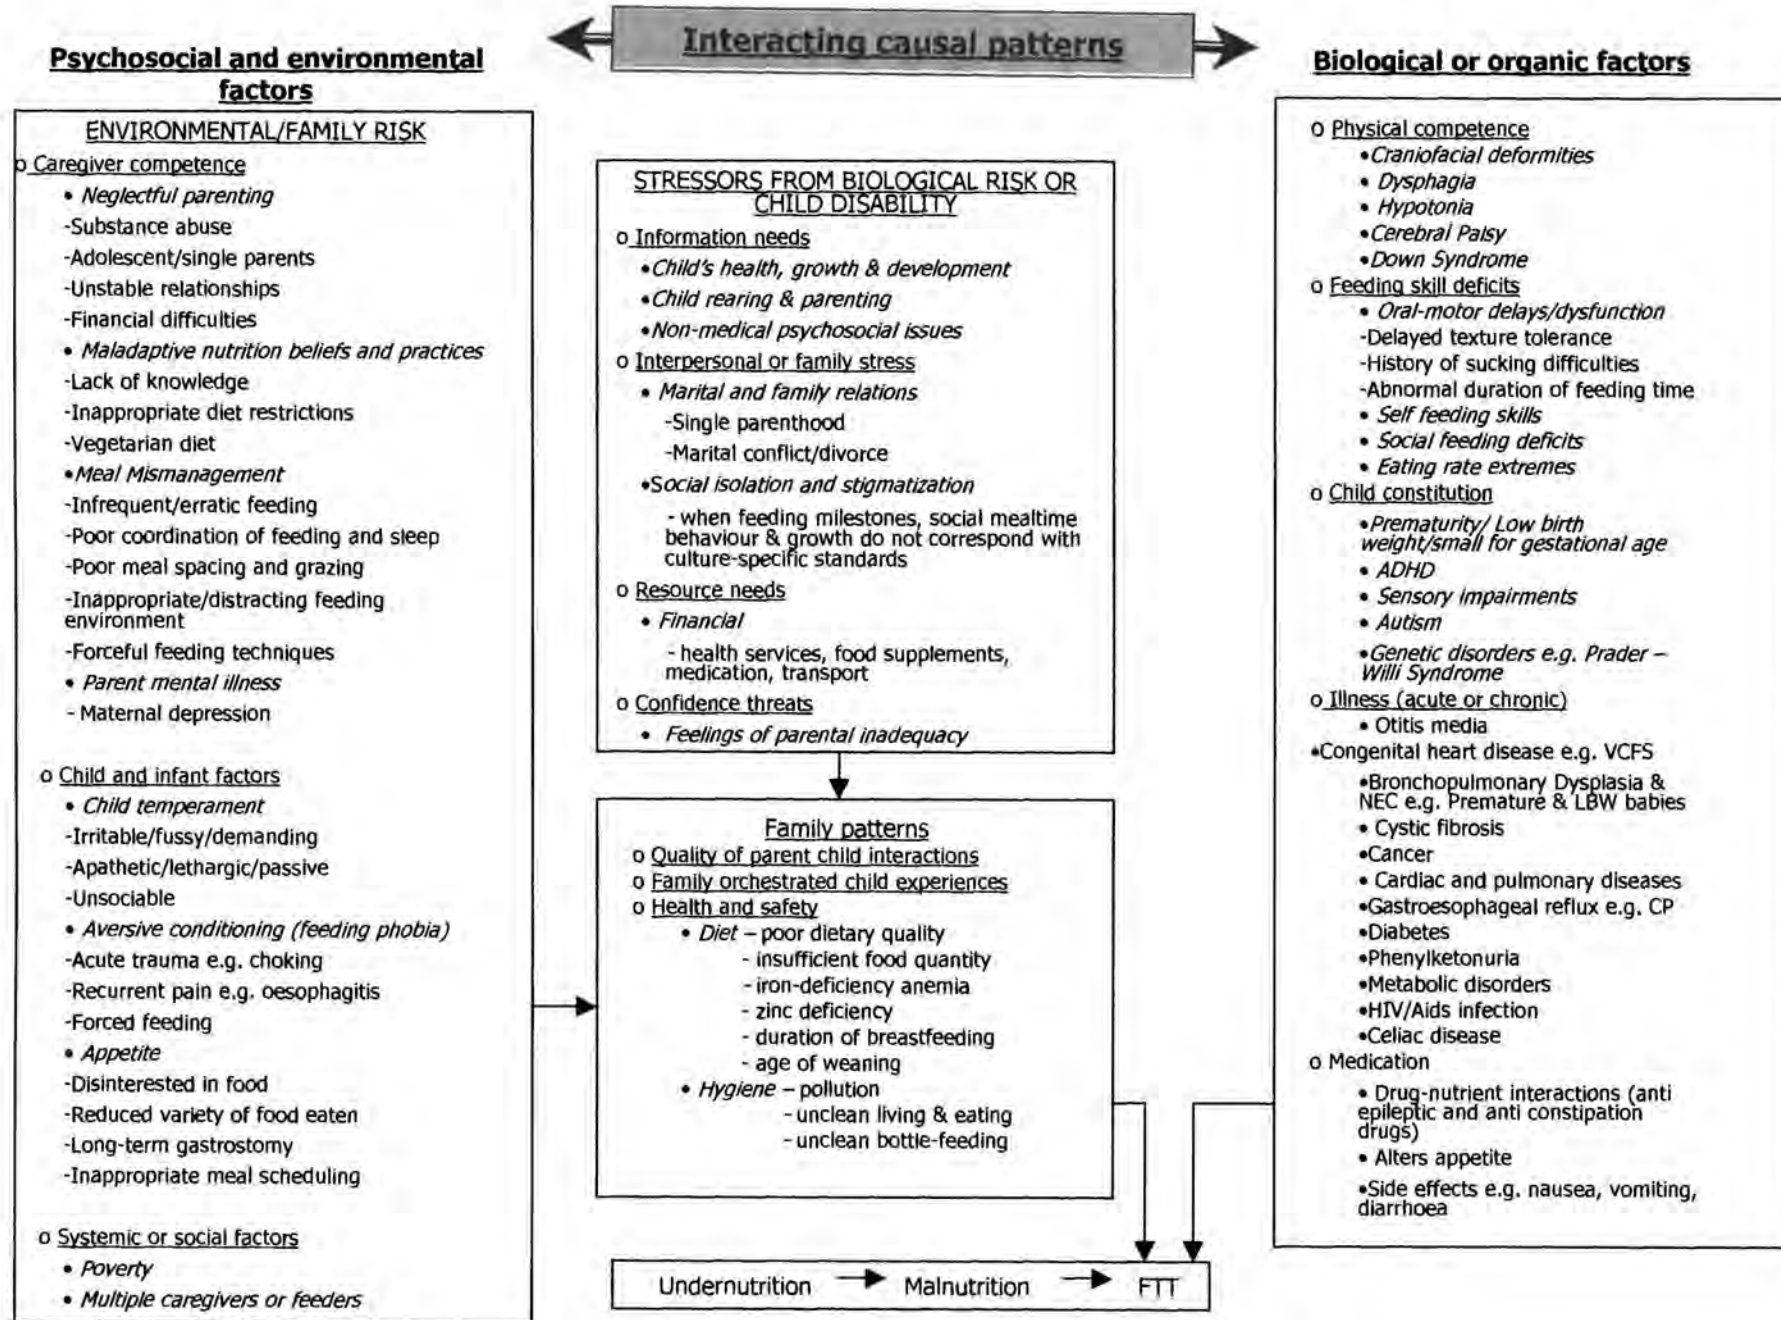 Interacting causal patterns
Psychosocial and environmental
factors
ENVIRONMENTAL/FAMILY RISK
o Caregiver competence
• Neglectful parenting
-Substance abuse
-Adolescent/single parents
-Unstable relationships
-Financial difficulties
• Maladaptive nutrition beliefs and practices
-Lack of knowledge
-Inappropriate diet restrictions
-Vegetarian diet
•Meal Mismanagement
-Infrequent/erratic feeding
-Poor coordination of feeding and sleep
-Poor meal spacing and grazing
-Inappropriate/distracting feeding
environment
-Forceful feeding techniques
• Parent mental illness
- Maternal depression
o Child and infant factors
• Child temperament
-Irritable/fussy/demanding
-Apathetic/lethargic/passive
-Unsociable
• Aversive conditioning (feeding phobia)
-Acute trauma e.g. choking
-Recurrent pain e.g. oesophagitis
-Forced feeding
• Appetite
-Disinterested in food
-Reduced variety of food eaten
-Long-term gastrostomy
-Inappropriate meal scheduling
o Systemic or social factors
• Poverty
• Multiple caregivers or feeders
STRESSORS FROM BIOLOGICAL RISK OR
CHILD DISABILITY
o Information needs
•Child's health, growth & development
•Child rearing & parenting
•Non-medical psychosocial issues
o Interpersonal or family stress
• Marital and family relations
-Single parenthood
-Marital conflict/divorce
•Social isolation and stigmatization
- when feeding milestones, social mealtime
behaviour & growth do not correspond with
culture-specific standards
o Resource needs
• Financial
- health services, food supplements,
medication, transport
o Confidence threats
• Feelings of parental inadequacy
Family patterns
o Quality of parent child interactions
o Family orchestrated child experiences
o Health and safety
• Diet – poor dietary quality
- insufficient food quantity
- iron-deficiency anemia
- zinc deficiency
- duration of breastfeeding
- age of weaning
• Hygiene – pollution
- unclean living & eating
- unclean bottle-feeding
Undernutrition → Malnutrition → FTT
Biological or organic factors
o Physical competence
•Craniofacial deformities
• Dysphagia
• Hypotonia
•Cerebral Palsy
•Down Syndrome
o Feeding skill deficits
• Oral-motor delays/dysfunction
-Delayed texture tolerance
-History of sucking difficulties
-Abnormal duration of feeding time
• Self feeding skills
• Social feeding deficits
• Eating rate extremes
o Child constitution
•Prematurity/ Low birth
weight/small for gestational age
• ADHD
• Sensory impairments
• Autism
•Genetic disorders e.g. Prader –
Willi Syndrome
o Illness (acute or chronic)
• Otitis media
•Congenital heart disease e.g. VCFS
•Bronchopulmonary Dysplasia &
NEC e.g. Premature & LBW babies
• Cystic fibrosis
•Cancer
• Cardiac and pulmonary diseases
•Gastroesophageal reflux e.g. CP
•Diabetes
•Phenylketonuria
•Metabolic disorders
•HIV/Aids infection
•Celiac disease
o Medication
• Drug-nutrient interactions (anti
epileptic and anti constipation
drugs)
• Alters appetite
•Side effects e.g. nausea, vomiting,
diarrhoea